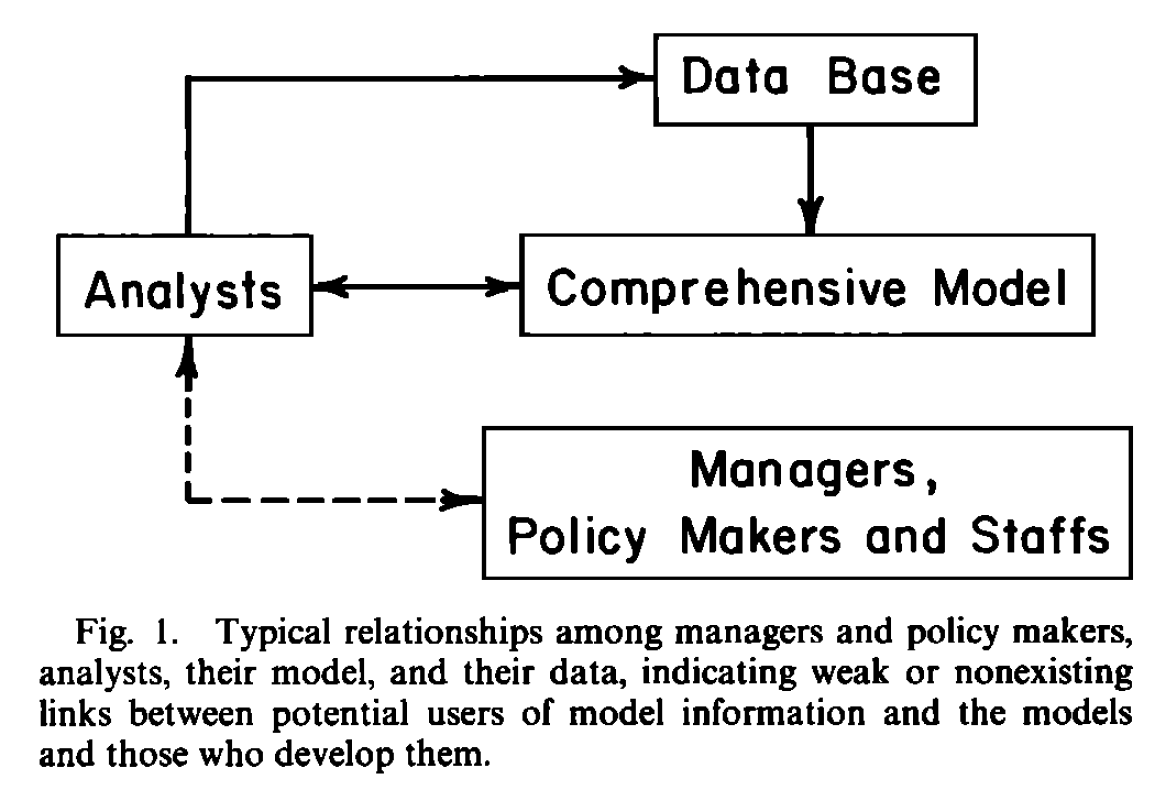 Data Base
Analysts
Comprehensive Model
Managers,
Policy Makers and Staffs
Fig. 1. Typical relationships among managers and policy makers,
analysts, their model, and their data, indicating weak or nonexisting
links between potential users of model information and the models
and those who develop them.